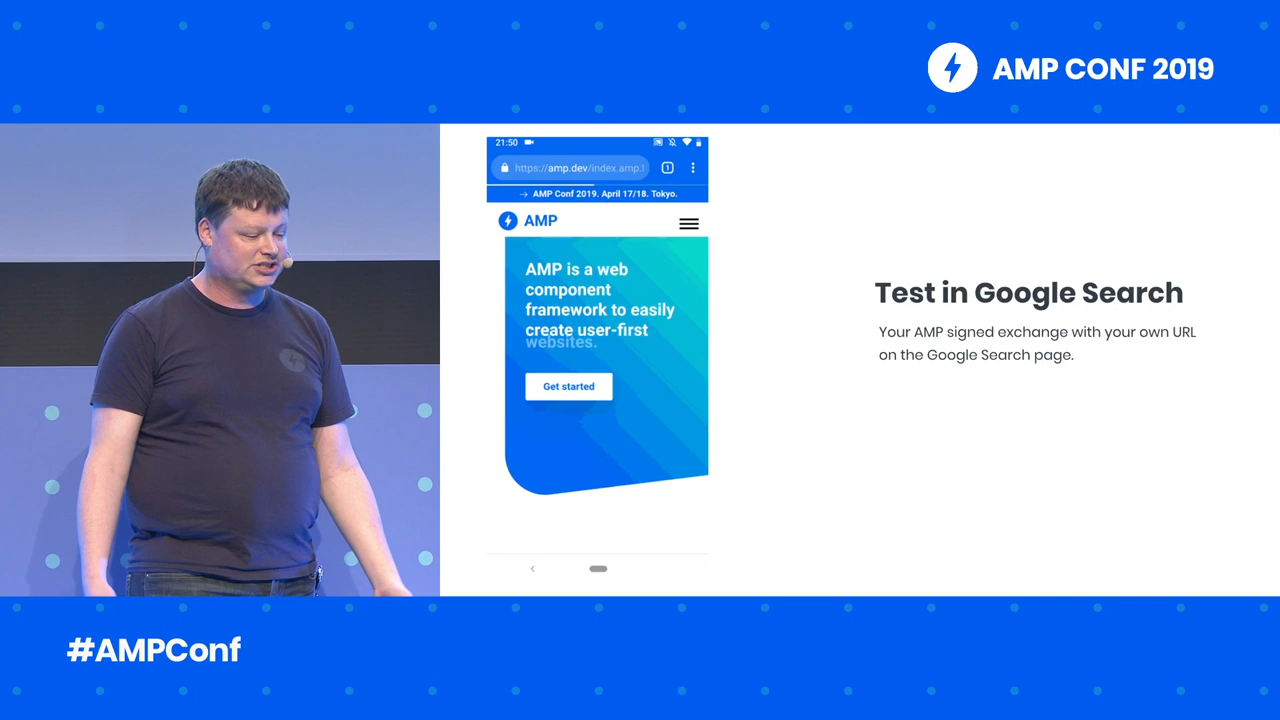 AMP CONF 2019
21:50
1
https://amp.dev/index.amp.
→ AMP Conf 2019. April 17/18. Tokyo.
AMP
AMP is a web
component
framework to easily
create user-first
websites.
Get started
Test in Google Search
Your AMP signed exchange with your own URL
on the Google Search page.
#AMPConf